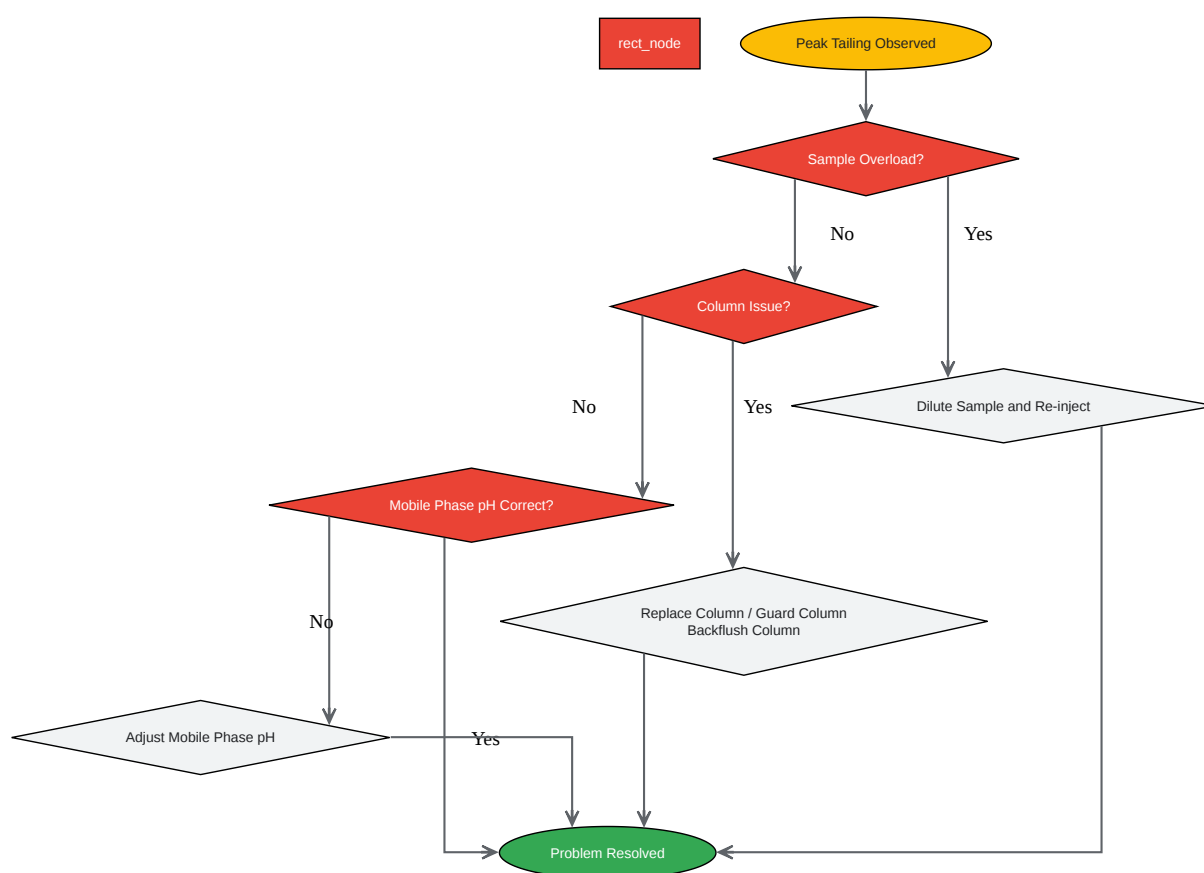 rect_node
Peak Tailing Observed
Sample Overload?
No
Yes
Column Issue?
No
Yes
Dilute Sample and Re-inject
Mobile Phase pH Correct?
No
Replace Column / Guard Column
Backflush Column
Adjust Mobile Phase pH
Yes
Problem Resolved